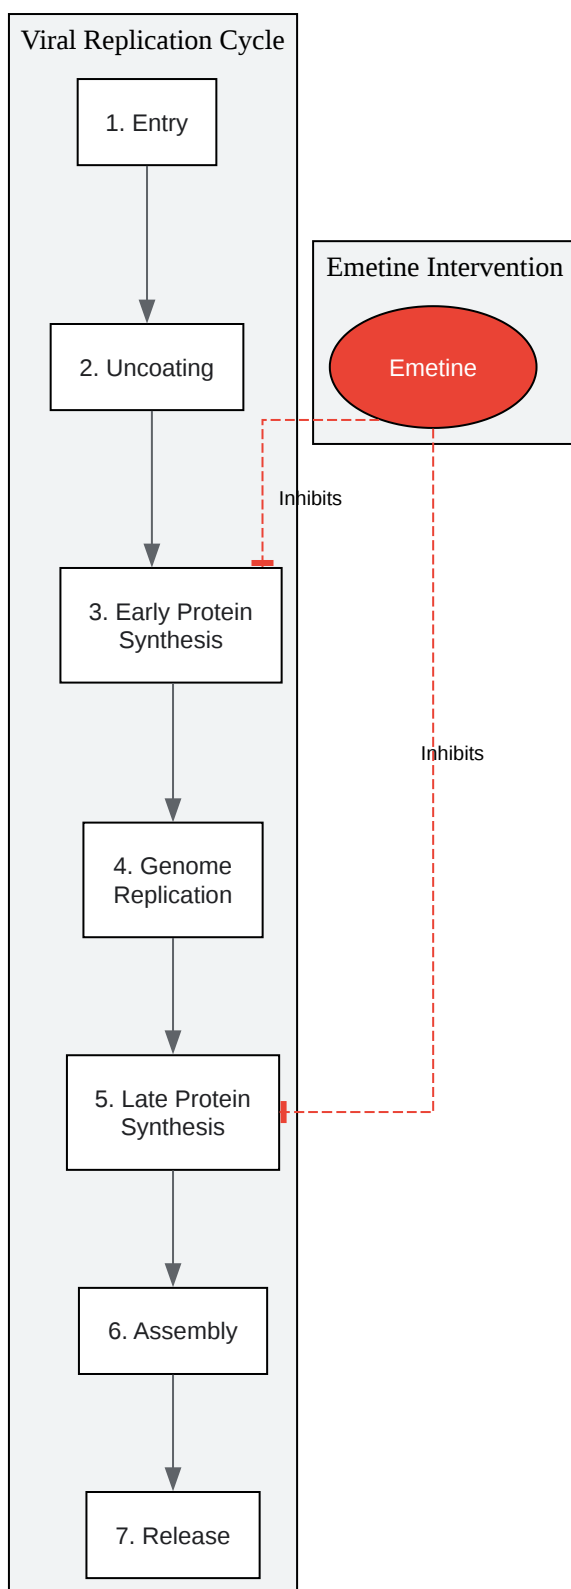 Viral Replication Cycle
1. Entry
Emetine Intervention
2. Uncoating
Emetine
Inhibits
3. Early Protein
Synthesis
Inhibits
4. Genome
Replication
5. Late Protein
Synthesis
6. Assembly
7. Release